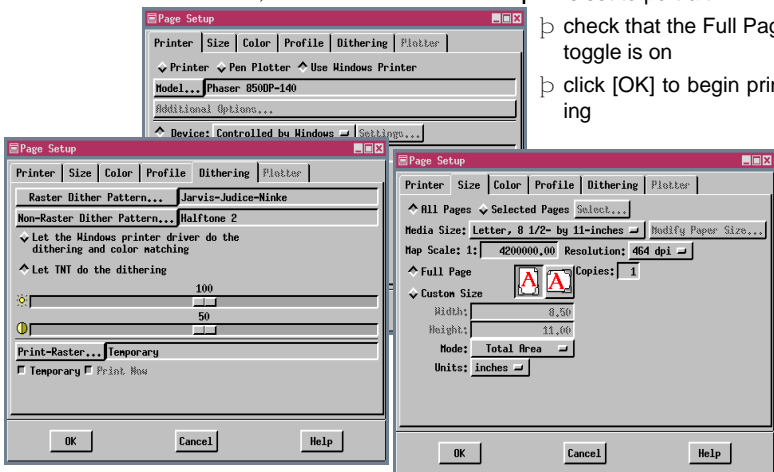 check that the Full Pag
toggle is on
click [OK] to begin prin
ing
Page Setup
Printer Size Color Profile Dithering Plotter
Printer Pen Plotter Use Windows Printer
Model... Phaser 850DP-140
Additional Options...
Device: Controlled by Windows Settings...
Page Setup
Printer Size Color Profile Dithering Plotter
Raster Dither Pattern... Jarvis-Judice-Ninke
Non-Raster Dither Pattern... Halftone 2
Let the Windows printer driver do the
dithering and color matching
Let TNT do the dithering
100
50
Print-Raster... Temporary
Temporary Print Now
OK Cancel Help
Page Setup
Printer Size Color Profile Dithering Plotter
All Pages Selected Pages Select...
Media Size: Letter, 8 1/2- by 11-inches Modify Paper Size...
Map Scale: 1: 4200000.00 Resolution: 464 dpi
Full Page A A Copies: 1
Custom Size
Width: 8.50
Height: 11.00
Mode: Total Area
Units: inches
OK Cancel Help